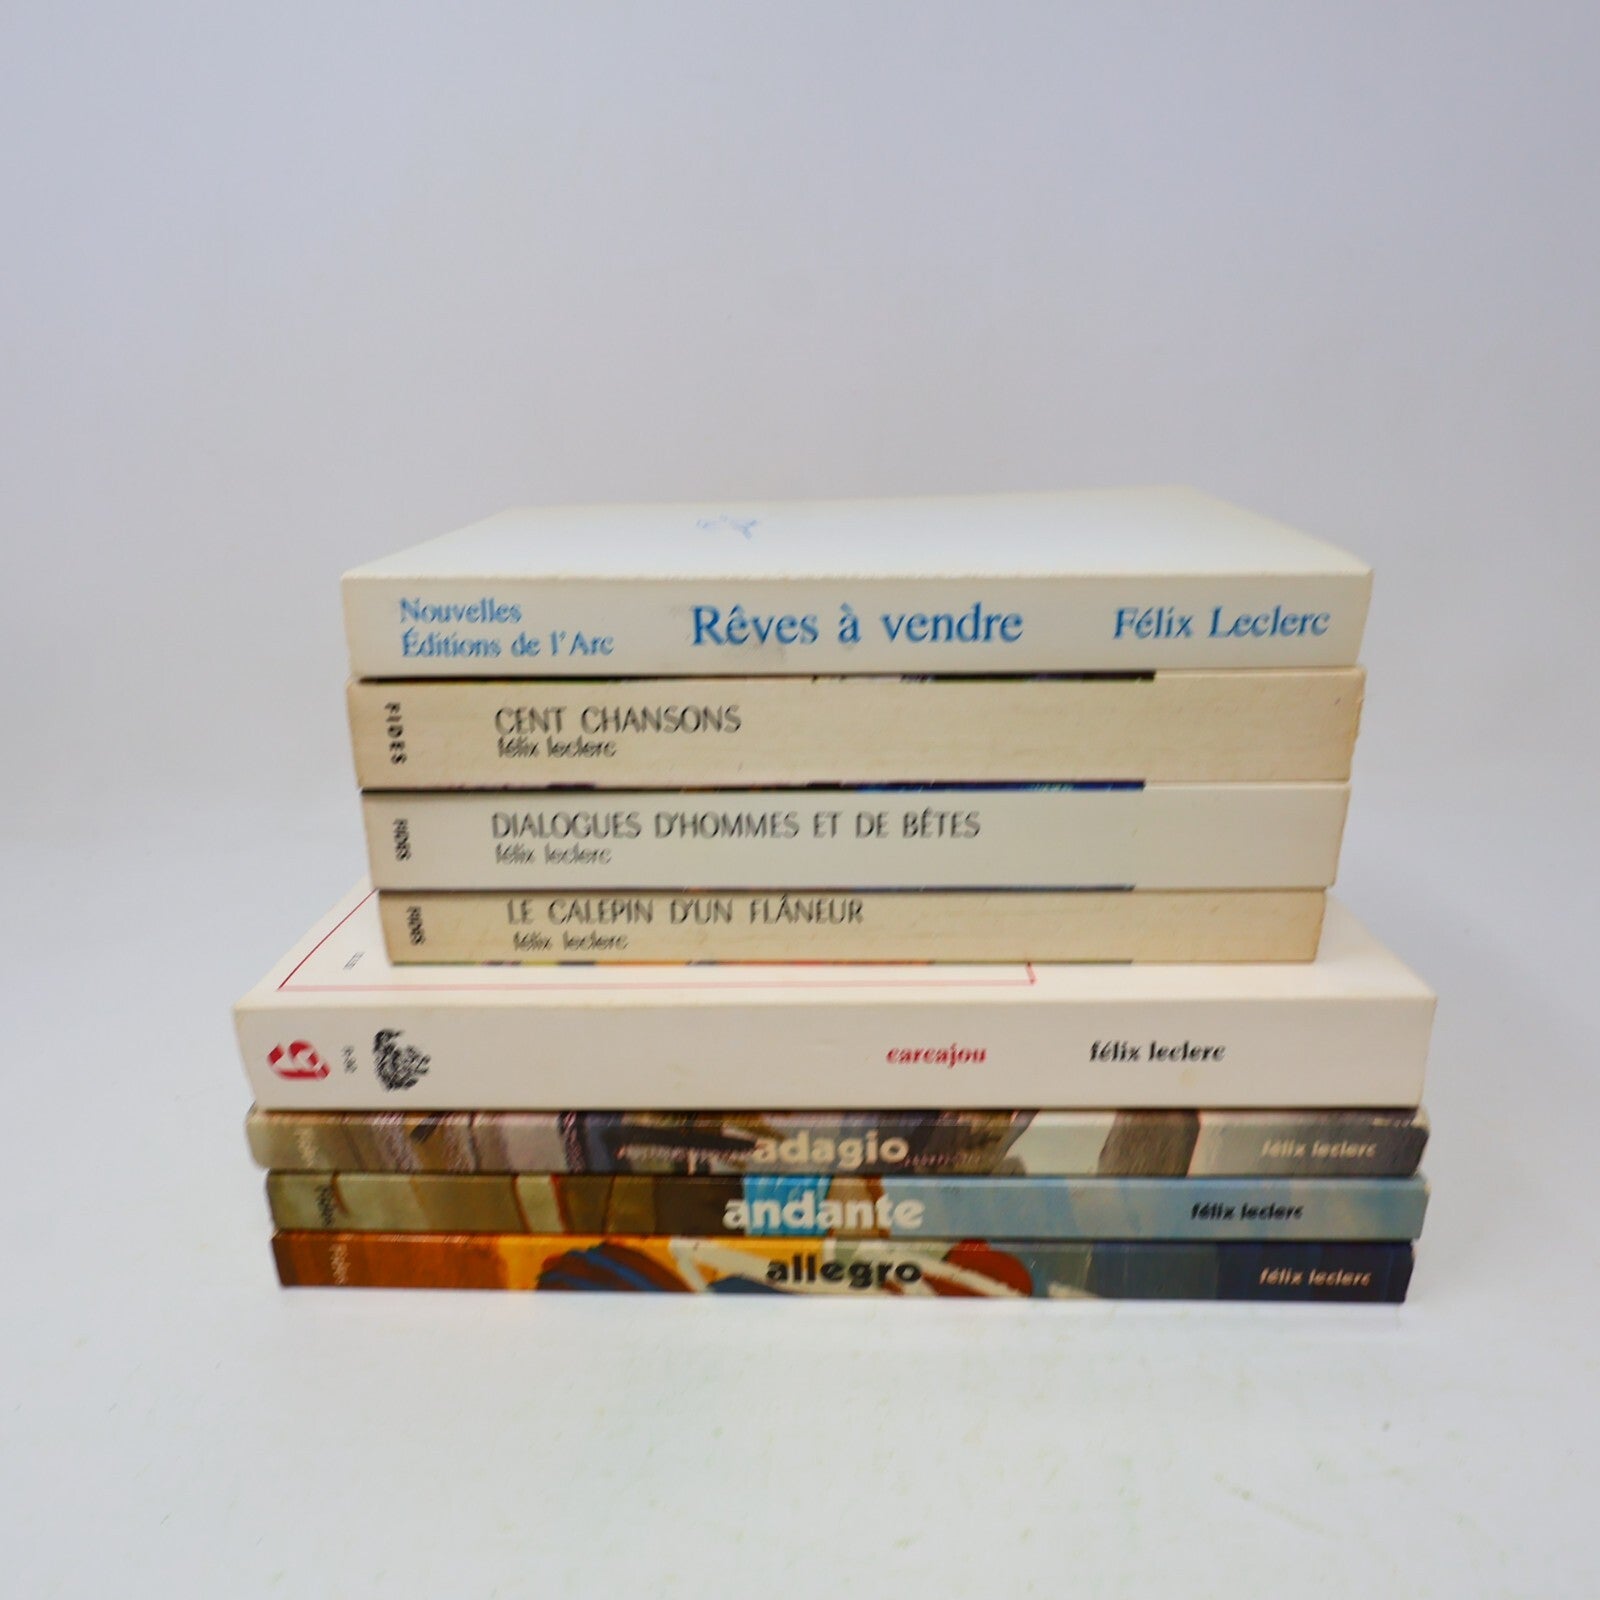 Nouvelles
Éditions de l'Arc
Rêves à vendre
Félix Leclerc
FIDES
CENT CHANSONS
félix leclerc
FIDES
DIALOGUES D'HOMMES ET DE BÊTES
félix leclerc
FIDES
LE CALEPIN D'UN FLÂNEUR
félix leclerc
carcajou
félix leclerc
adagio
félix leclerc
andante
félix leclerc
allegro
félix leclerc